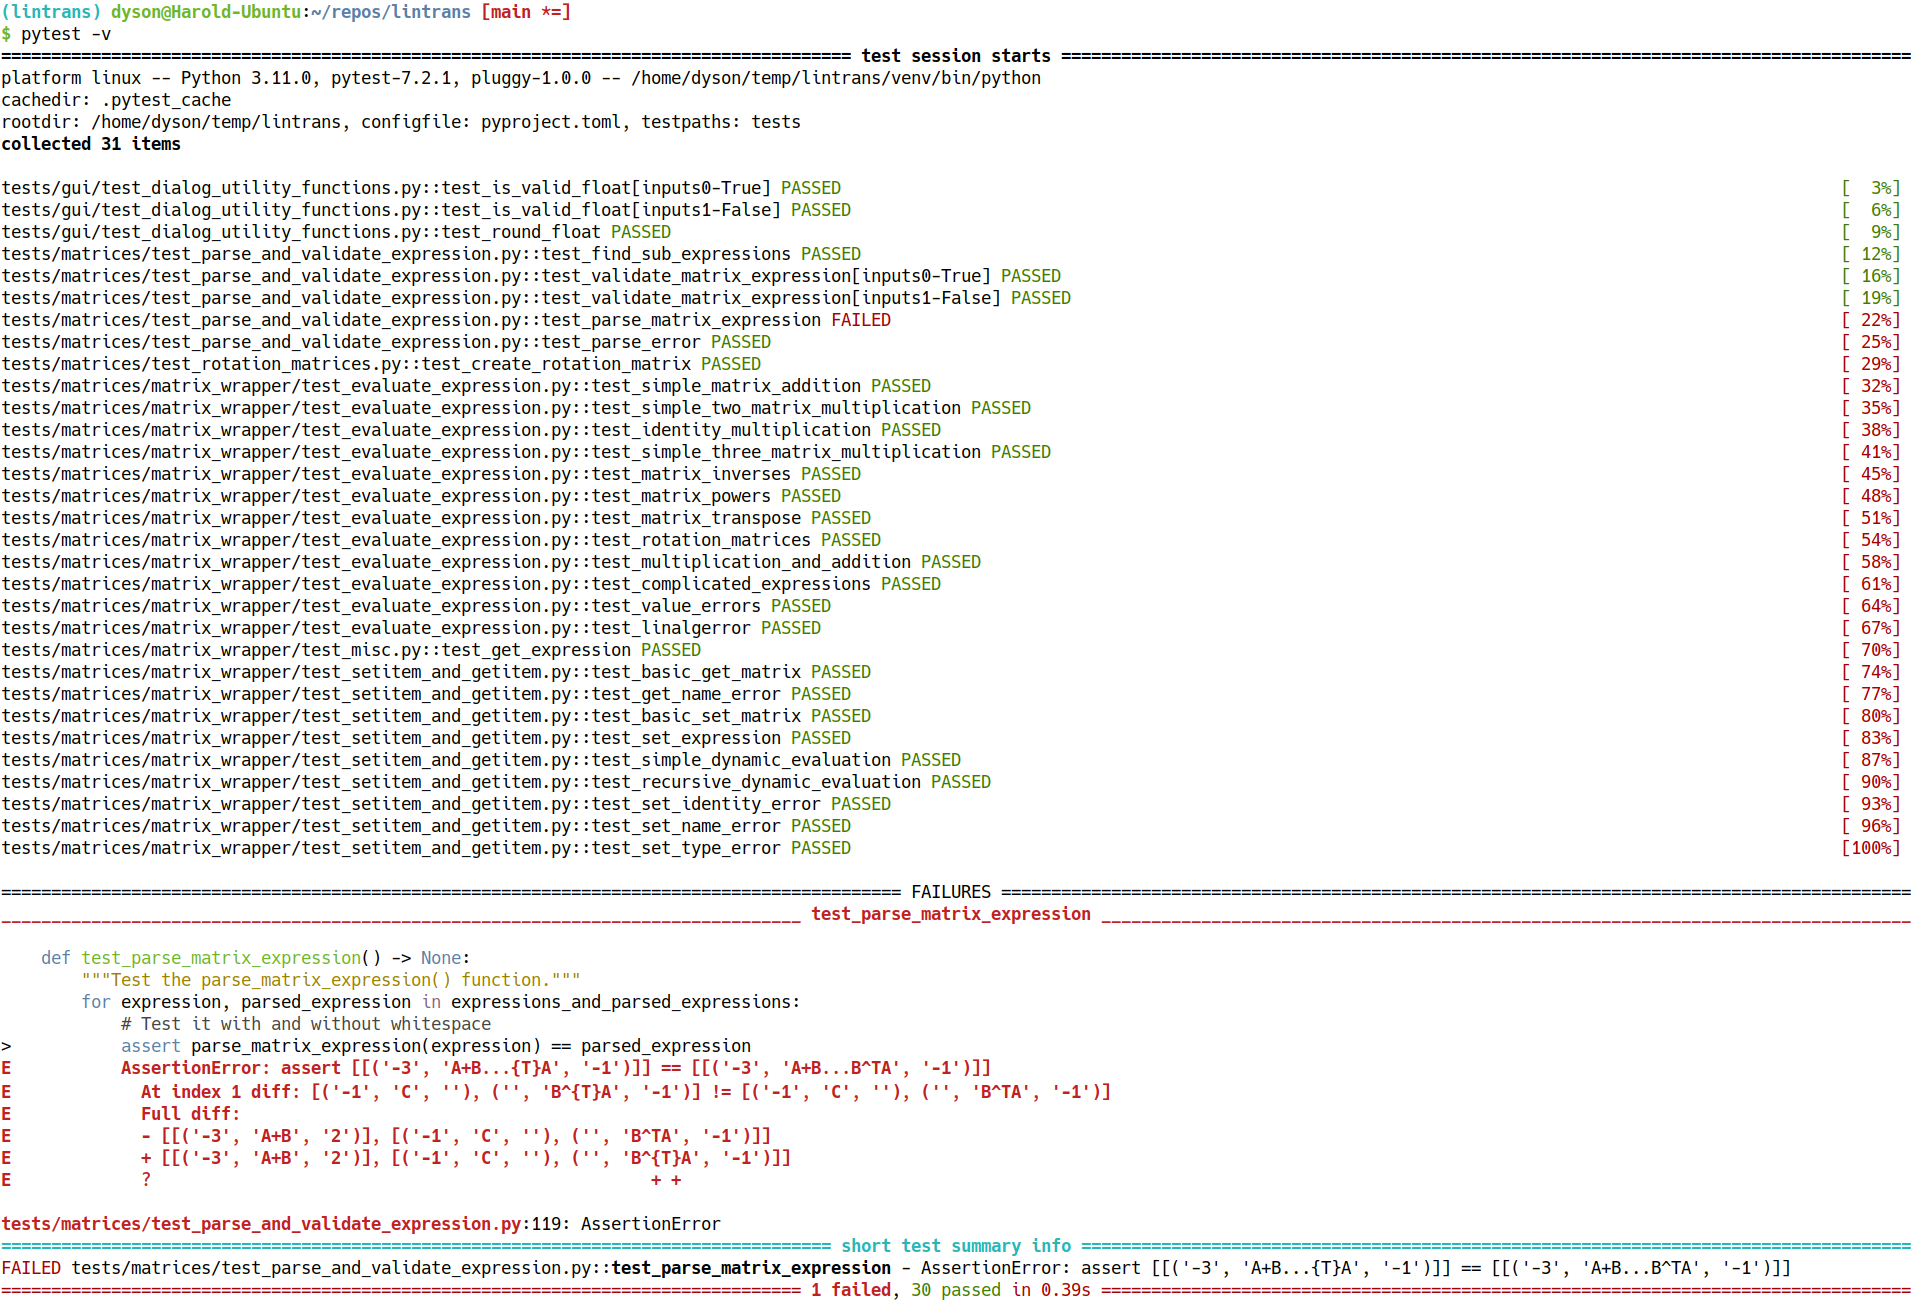 (lintrans) dyson@Harold-Ubuntu:~/repos/lintrans [main *=]
$ pytest -v
===================================================================================== test session starts =====================================================================================
platform linux -- Python 3.11.0, pytest-7.2.1, pluggy-1.0.0 -- /home/dyson/temp/lintrans/venv/bin/python
cachedir: .pytest_cache
rootdir: /home/dyson/temp/lintrans, configfile: pyproject.toml, testpaths: tests
collected 31 items

tests/gui/test_dialog_utility_functions.py::test_is_valid_float[inputs0-True] PASSED [  3%]
tests/gui/test_dialog_utility_functions.py::test_is_valid_float[inputs1-False] PASSED [  6%]
tests/gui/test_dialog_utility_functions.py::test_round_float PASSED [  9%]
tests/matrices/test_parse_and_validate_expression.py::test_find_sub_expressions PASSED [ 12%]
tests/matrices/test_parse_and_validate_expression.py::test_validate_matrix_expression[inputs0-True] PASSED [ 16%]
tests/matrices/test_parse_and_validate_expression.py::test_validate_matrix_expression[inputs1-False] PASSED [ 19%]
tests/matrices/test_parse_and_validate_expression.py::test_parse_matrix_expression FAILED [ 22%]
tests/matrices/test_parse_and_validate_expression.py::test_parse_error PASSED [ 25%]
tests/matrices/test_rotation_matrices.py::test_create_rotation_matrix PASSED [ 29%]
tests/matrices/matrix_wrapper/test_evaluate_expression.py::test_simple_matrix_addition PASSED [ 32%]
tests/matrices/matrix_wrapper/test_evaluate_expression.py::test_simple_two_matrix_multiplication PASSED [ 35%]
tests/matrices/matrix_wrapper/test_evaluate_expression.py::test_identity_multiplication PASSED [ 38%]
tests/matrices/matrix_wrapper/test_evaluate_expression.py::test_simple_three_matrix_multiplication PASSED [ 41%]
tests/matrices/matrix_wrapper/test_evaluate_expression.py::test_matrix_inverses PASSED [ 45%]
tests/matrices/matrix_wrapper/test_evaluate_expression.py::test_matrix_powers PASSED [ 48%]
tests/matrices/matrix_wrapper/test_evaluate_expression.py::test_matrix_transpose PASSED [ 51%]
tests/matrices/matrix_wrapper/test_evaluate_expression.py::test_rotation_matrices PASSED [ 54%]
tests/matrices/matrix_wrapper/test_evaluate_expression.py::test_multiplication_and_addition PASSED [ 58%]
tests/matrices/matrix_wrapper/test_evaluate_expression.py::test_complicated_expressions PASSED [ 61%]
tests/matrices/matrix_wrapper/test_evaluate_expression.py::test_value_errors PASSED [ 64%]
tests/matrices/matrix_wrapper/test_evaluate_expression.py::test_linalgerror PASSED [ 67%]
tests/matrices/matrix_wrapper/test_misc.py::test_get_expression PASSED [ 70%]
tests/matrices/matrix_wrapper/test_setitem_and_getitem.py::test_basic_get_matrix PASSED [ 74%]
tests/matrices/matrix_wrapper/test_setitem_and_getitem.py::test_get_name_error PASSED [ 77%]
tests/matrices/matrix_wrapper/test_setitem_and_getitem.py::test_basic_set_matrix PASSED [ 80%]
tests/matrices/matrix_wrapper/test_setitem_and_getitem.py::test_set_expression PASSED [ 83%]
tests/matrices/matrix_wrapper/test_setitem_and_getitem.py::test_simple_dynamic_evaluation PASSED [ 87%]
tests/matrices/matrix_wrapper/test_setitem_and_getitem.py::test_recursive_dynamic_evaluation PASSED [ 90%]
tests/matrices/matrix_wrapper/test_setitem_and_getitem.py::test_set_identity_error PASSED [ 93%]
tests/matrices/matrix_wrapper/test_setitem_and_getitem.py::test_set_name_error PASSED [ 96%]
tests/matrices/matrix_wrapper/test_setitem_and_getitem.py::test_set_type_error PASSED [100%]

========================================================================================== FAILURES ===========================================================================================
________________________________________________________________________________ test_parse_matrix_expression _________________________________________________________________________________

    def test_parse_matrix_expression() -> None:
        """Test the parse_matrix_expression() function."""
        for expression, parsed_expression in expressions_and_parsed_expressions:
            # Test it with and without whitespace
>           assert parse_matrix_expression(expression) == parsed_expression
E           AssertionError: assert [[('-3', 'A+B...{T}A', '-1')]] == [[('-3', 'A+B...B^TA', '-1')]]
E             At index 1 diff: [('-1', 'C', ''), ('', 'B^{T}A', '-1')] != [('-1', 'C', ''), ('', 'B^TA', '-1')]
E             Full diff:
E             - [[('-3', 'A+B', '2')], [('-1', 'C', ''), ('', 'B^TA', '-1')]]
E             + [[('-3', 'A+B', '2')], [('-1', 'C', ''), ('', 'B^{T}A', '-1')]]
E             ?                                                  + +

tests/matrices/test_parse_and_validate_expression.py:119: AssertionError
=================================================================================== short test summary info ===================================================================================
FAILED tests/matrices/test_parse_and_validate_expression.py::test_parse_matrix_expression - AssertionError: assert [[('-3', 'A+B...{T}A', '-1')]] == [[('-3', 'A+B...B^TA', '-1')]]
================================================================================ 1 failed, 30 passed in 0.39s =================================================================================